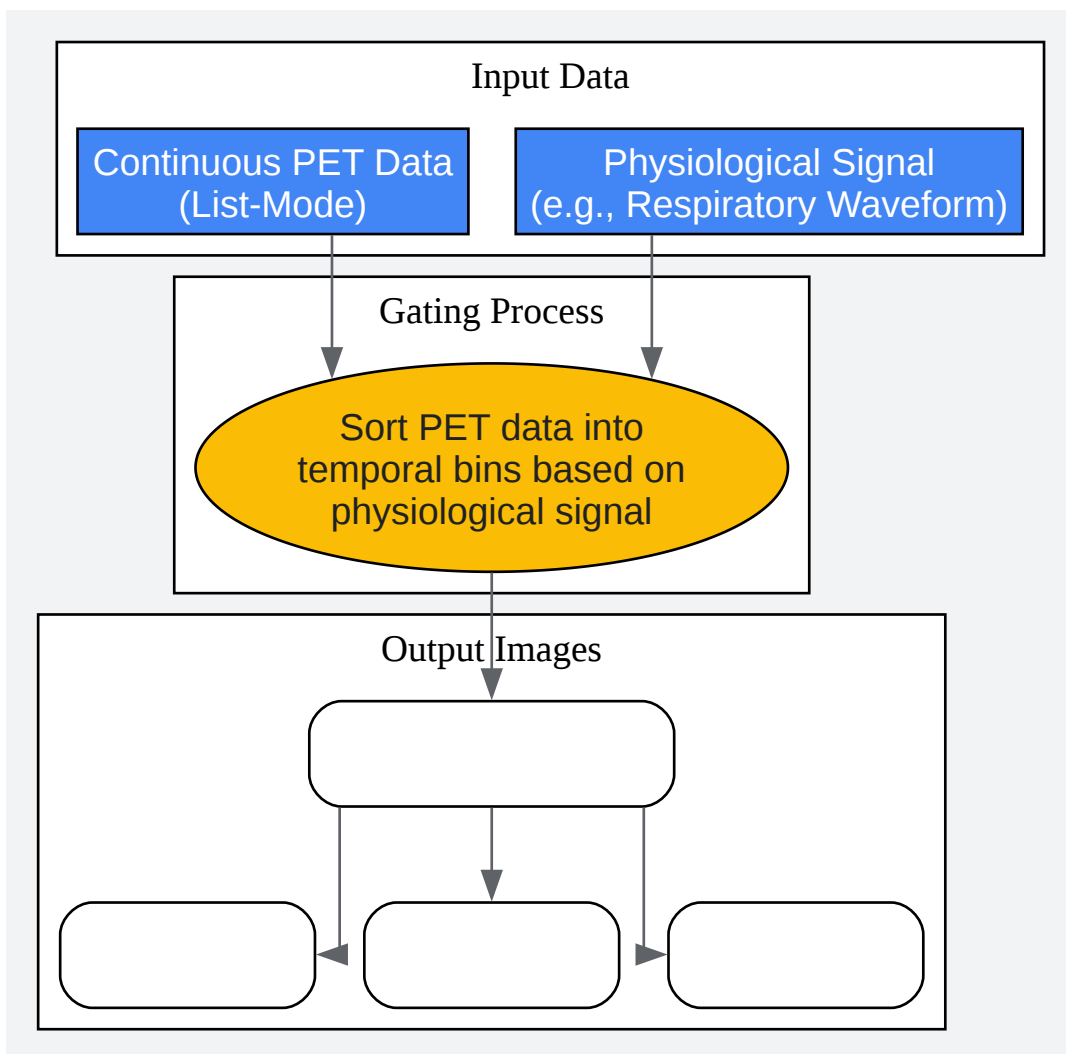 Input Data
Continuous PET Data
(List-Mode)
Physiological Signal
(e.g., Respiratory Waveform)
Gating Process
Sort PET data into
temporal bins based on
physiological signal
Output Images